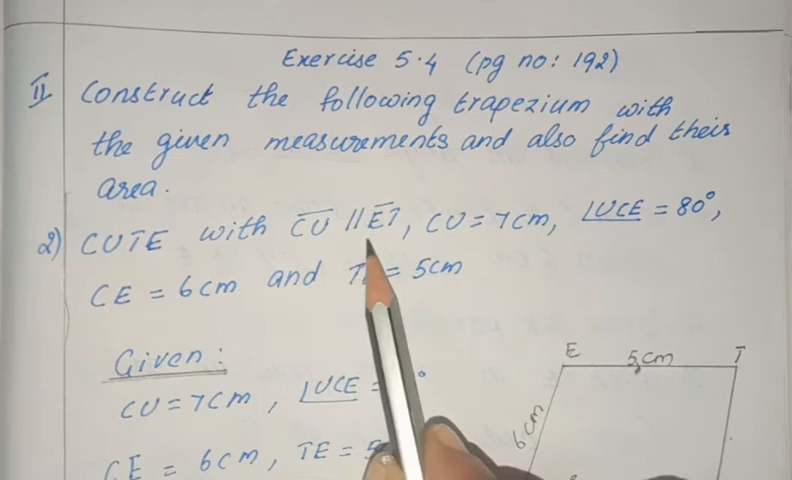 Exercise 5.4 (pg no: 192)
II Construct the following trapezium with
the given measurements and also find their
area.
2) CUTE with CU // ET, CU = 7cm, ∠UCE = 80°,
CE = 6cm and = 5cm
Given:
CU = 7cm, ∠UCE = °
CE = 6cm, TE =
E 5cm T
6cm